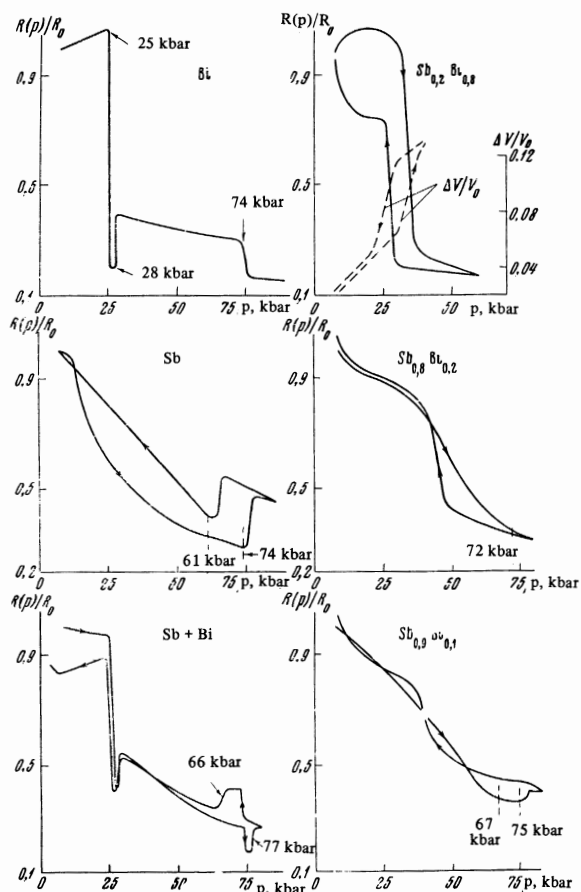 R(p)/R₀
25 kbar
Bi
0,9
0,5
0,1
74 kbar
28 kbar
25 50 75 p, kbar
R(p)/R₀
Sb₀,₂ Bi₀,₈
0,9
0,5
0,1
ΔV/V₀
ΔV/V₀
0.12
0.08
0.04
25 50 75 p, kbar
R(p)/R₀
Sb
0,9
0,5
0,2
61 kbar
74 kbar
25 50 75 p, kbar
R(p)/R₀
Sb₀,₈ Bi₀,₂
0,9
0,5
0,2
72 kbar
25 50 75, p, kbar
R(p)/R₀
Sb + Bi
0,9
0,5
0,1
66 kbar
77 kbar
25 50 75 p, kbar
R(p)/R₀
Sb₀,₉ Bi₀,₁
0,9
0,5
0,1
67 kbar
75 kbar
25 50 75 p, kbar